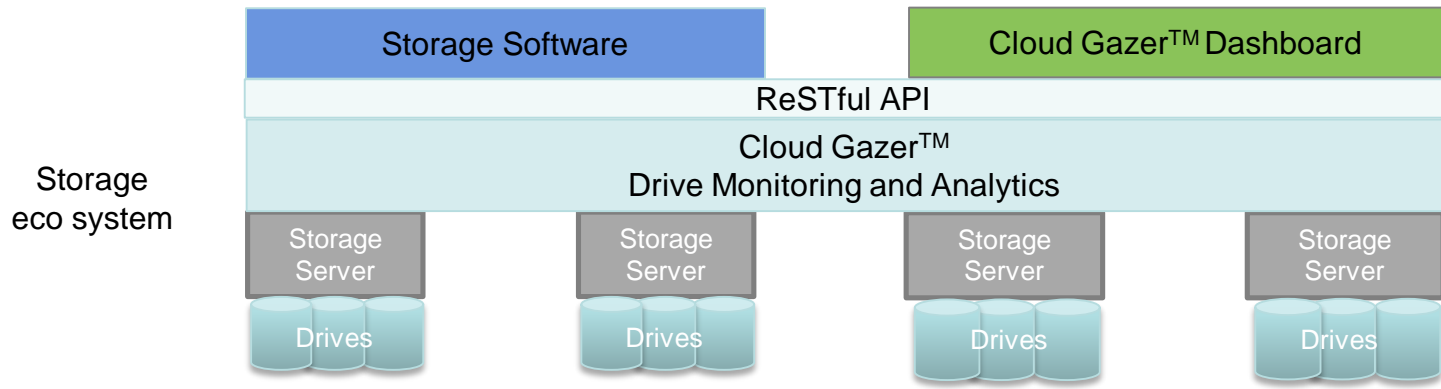 Storage Software
Cloud Gazer™ Dashboard
ReSTful API
Cloud Gazer™
Drive Monitoring and Analytics
Storage
eco system
Storage
Server
Storage
Server
Storage
Server
Storage
Server
Drives
Drives
Drives
Drives